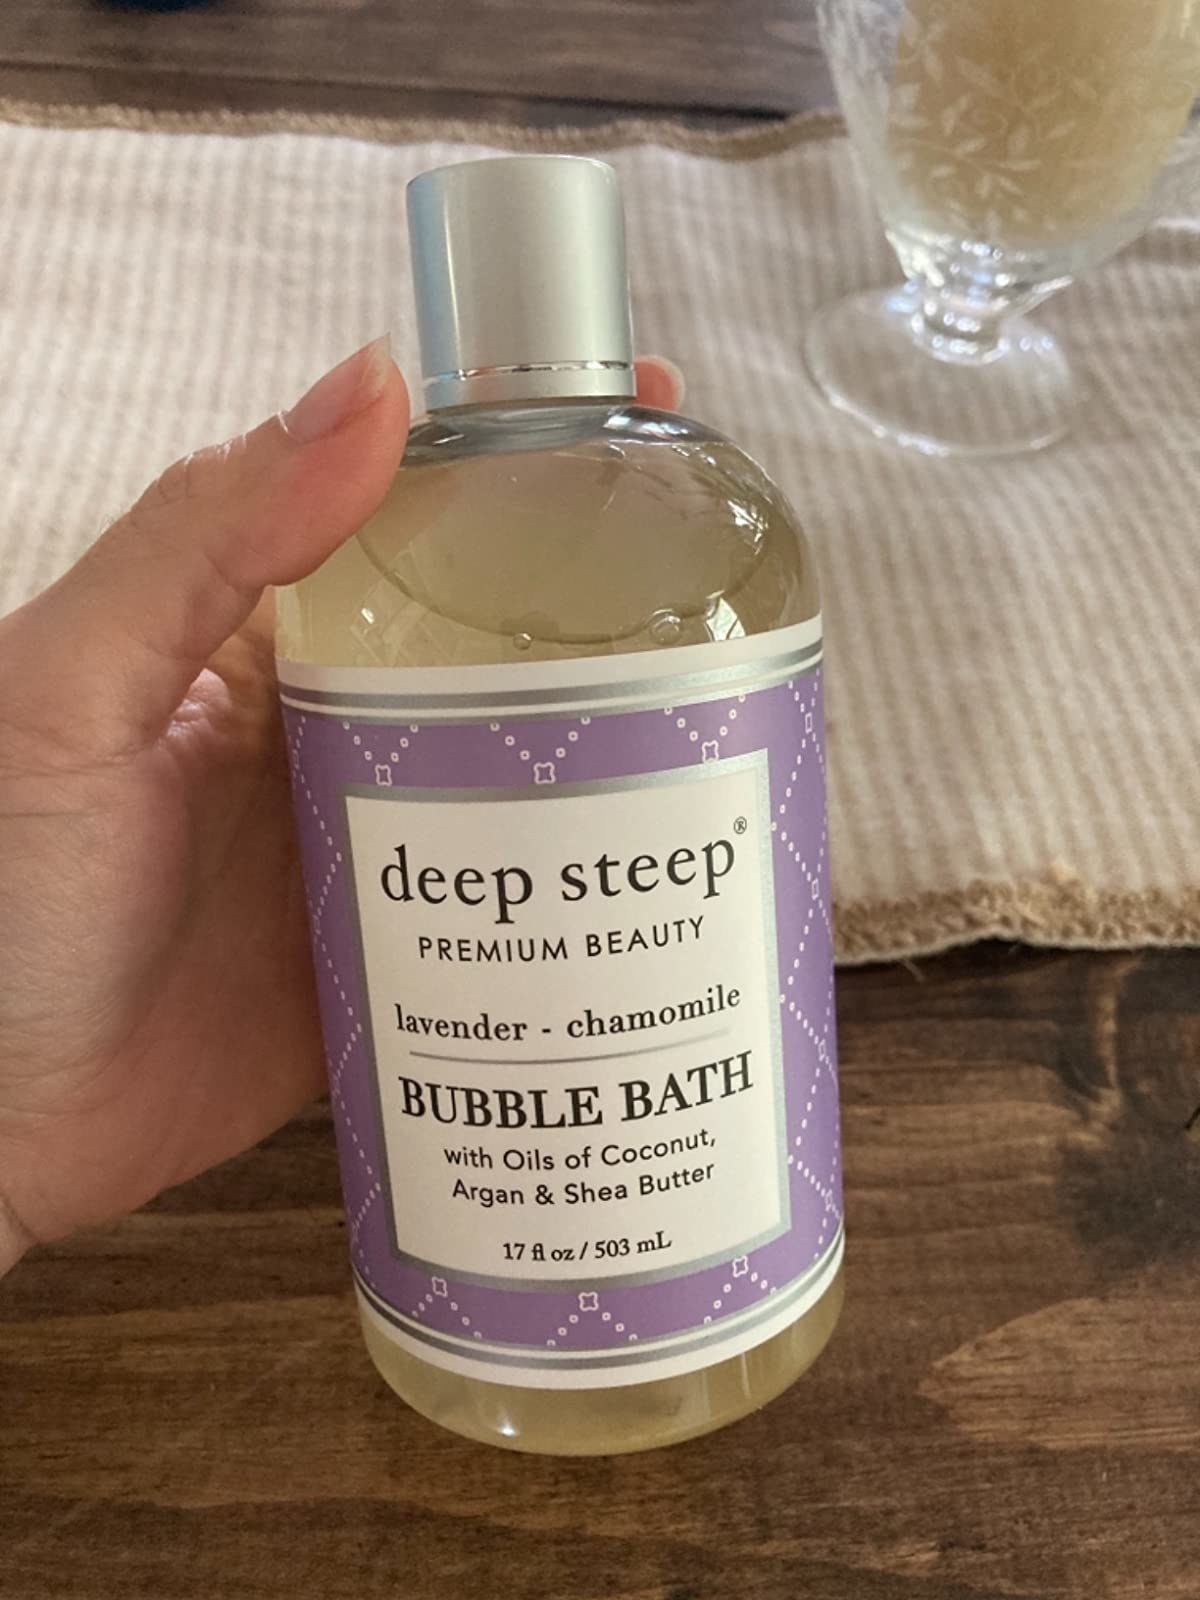 deep steep®
PREMIUM BEAUTY
lavender - chamomile
BUBBLE BATH
with Oils of Coconut,
Argan & Shea Butter
17 fl oz / 503 mL